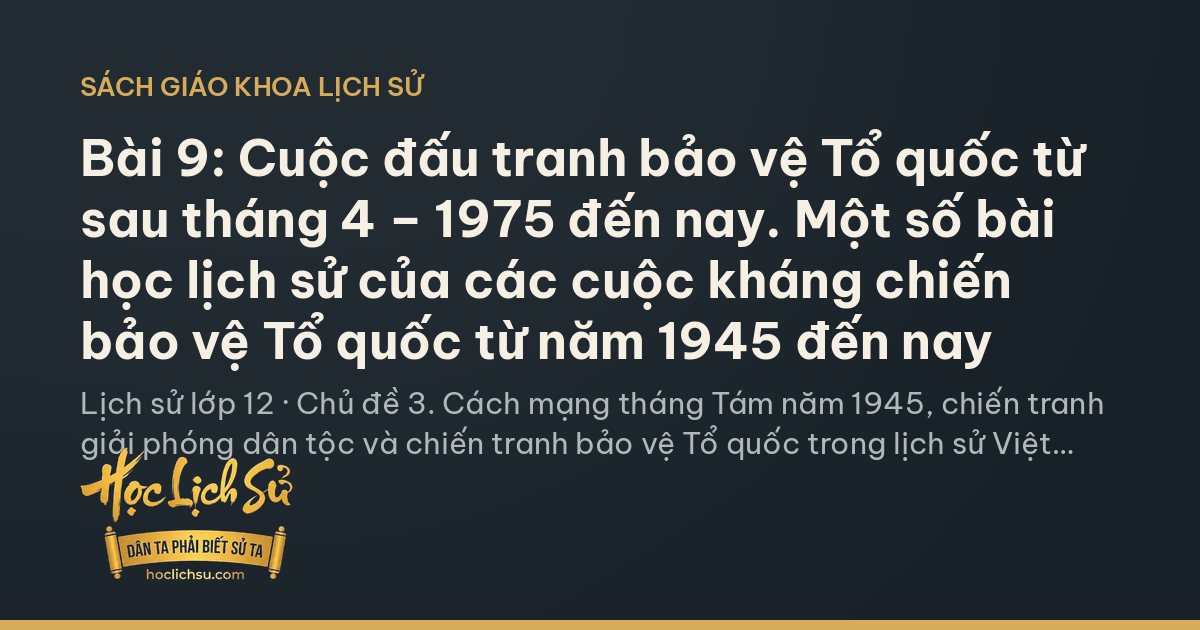 SÁCH GIÁO KHOA LỊCH SỬ
Bài 9: Cuộc đấu tranh bảo vệ Tổ quốc từ
sau tháng 4 – 1975 đến nay. Một số bài
học lịch sử của các cuộc kháng chiến
bảo vệ Tổ quốc từ năm 1945 đến nay
Lịch sử lớp 12 · Chủ đề 3. Cách mạng tháng Tám năm 1945, chiến tranh
giải phóng dân tộc và chiến tranh bảo vệ Tổ quốc trong lịch sử Việt...
Học Lịch Sử
DÂN TA PHẢI BIẾT SỬ TA
hoclichsu.com